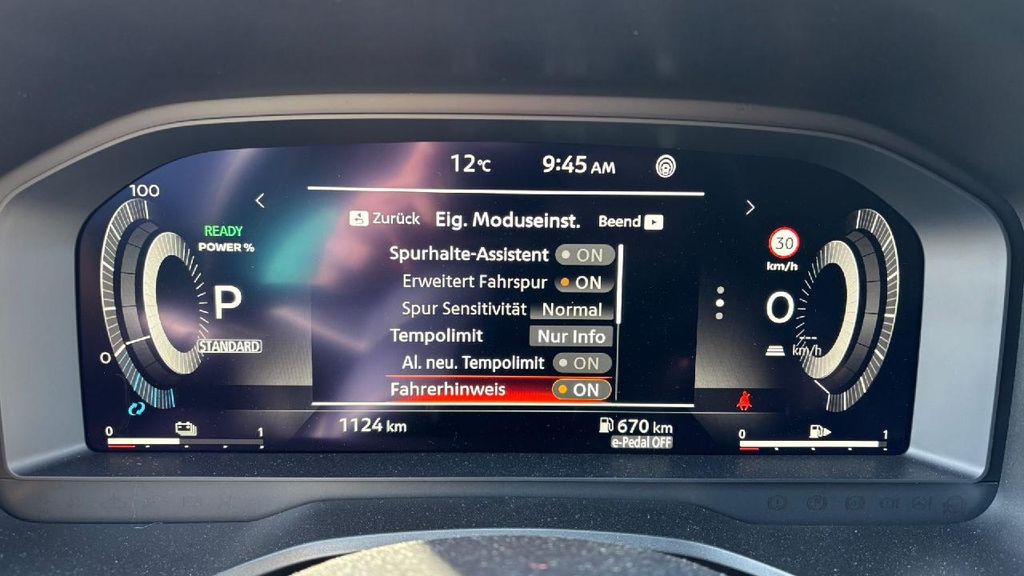 12°C 9:45 AM
100
Zurück Eig. Moduseinst. Beend
READY
POWER %
Spurhalte-Assistent ON
30
km/h
Erweitert Fahrspur ON
P
Spur Sensitivität Normal
0
Tempolimit Nur Info
STANDARD
--- km/h
0
Al. neu. Tempolimit ON
Fahrerhinweis ON
1124 km
670 km
e-Pedal OFF
0 1
0 1